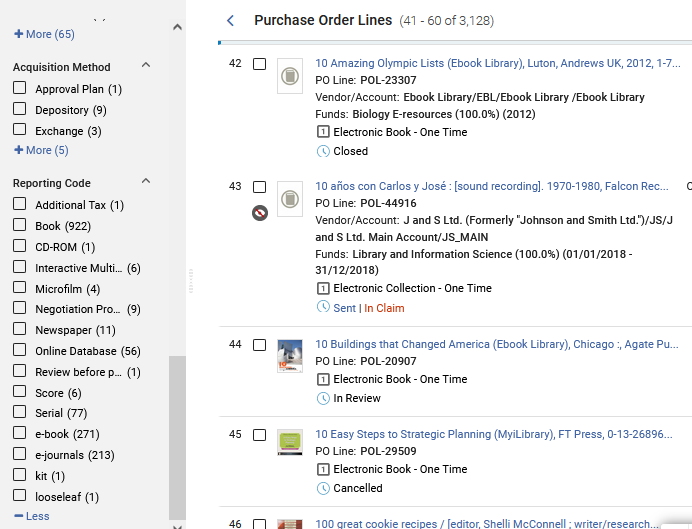 More (65)
Acquisition Method
Approval Plan (1)
Depository (9)
Exchange (3)
More (5)
Reporting Code
Additional Tax (1)
Book (922)
CD-ROM (1)
Interactive Multi... (6)
Microfilm (4)
Negotiation Pro... (9)
Newspaper (11)
Online Database (56)
Review before p... (1)
Score (6)
Serial (77)
e-book (271)
e-journals (213)
kit (1)
looseleaf (1)
Less
Purchase Order Lines (41 - 60 of 3,128)
42 10 Amazing Olympic Lists (Ebook Library), Luton, Andrews UK, 2012, 1-7...
PO Line: POL-23307
Vendor/Account: Ebook Library/EBL/Ebook Library /Ebook Library
Funds: Biology E-resources (100.0%) (2012)
1 Electronic Book - One Time
Closed
43 10 años con Carlos y José : [sound recording]. 1970-1980, Falcon Rec...
PO Line: POL-44916
Vendor/Account: J and S Ltd. (Formerly "Johnson and Smith Ltd.")/JS/J
and S Ltd. Main Account/JS_MAIN
Funds: Library and Information Science (100.0%) (01/01/2018 -
31/12/2018)
1 Electronic Collection - One Time
Sent | In Claim
44 10 Buildings that Changed America (Ebook Library), Chicago :, Agate Pu...
PO Line: POL-20907
1 Electronic Book - One Time
In Review
45 10 Easy Steps to Strategic Planning (MyiLibrary), FT Press, 0-13-26896...
PO Line: POL-29509
1 Electronic Book - One Time
Cancelled
46 100 great cookie recipes / [editor, Shelli McConnell ; writer/research...